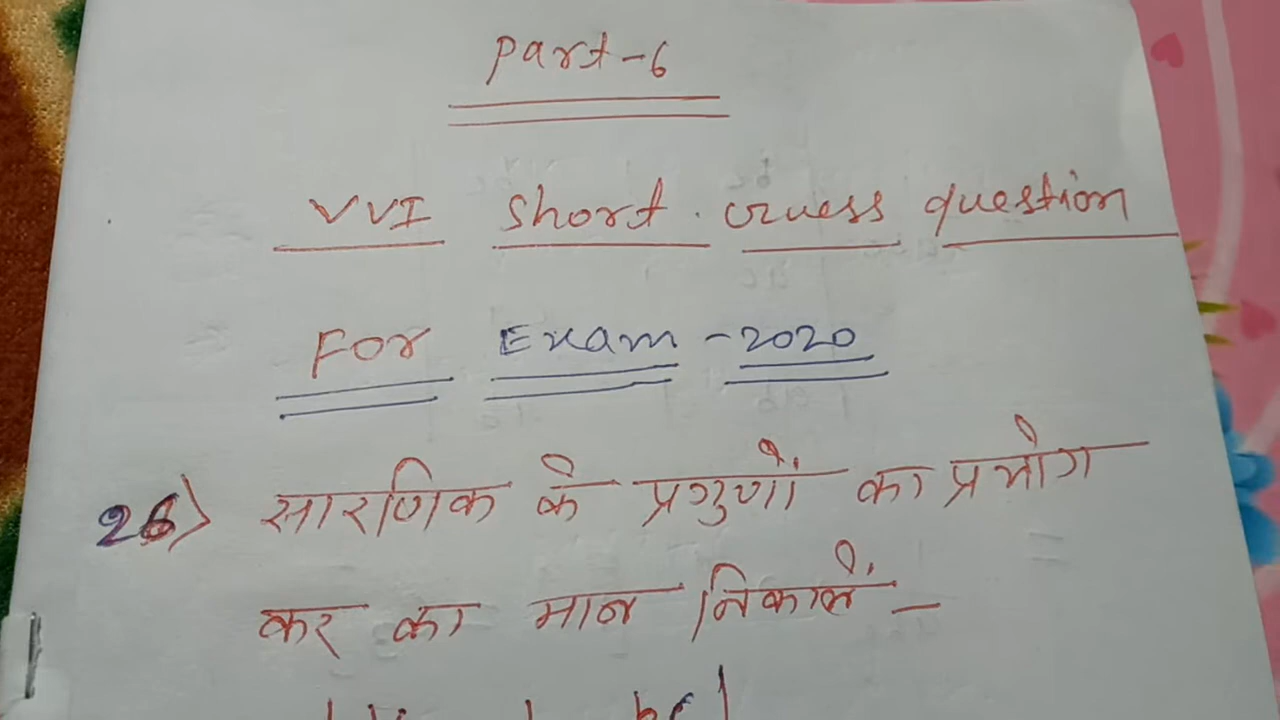 Part-6
VVI Short Guess question
For Exam-2020
26) सारणिक के प्रगुणों का प्रयोग
कर का मान निकालें -